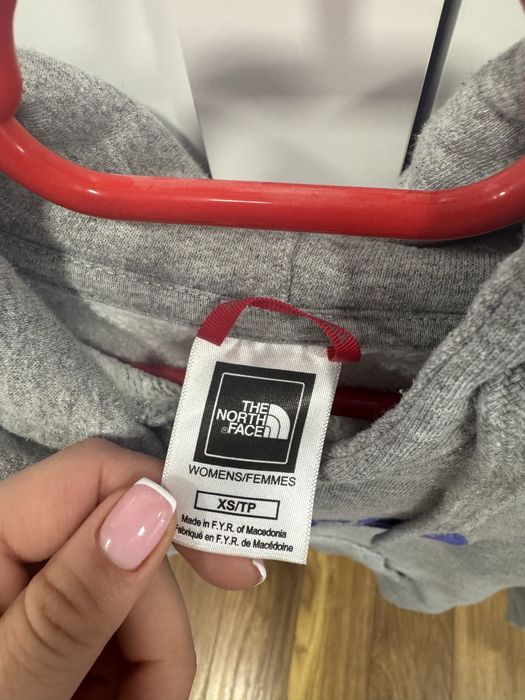 THE
NORTH
®FACE
WOMENS/FEMMES
XS/TP
Made in F.Y.R. of Macedonia
Fabriqué en F.Y.R. de Macédoine